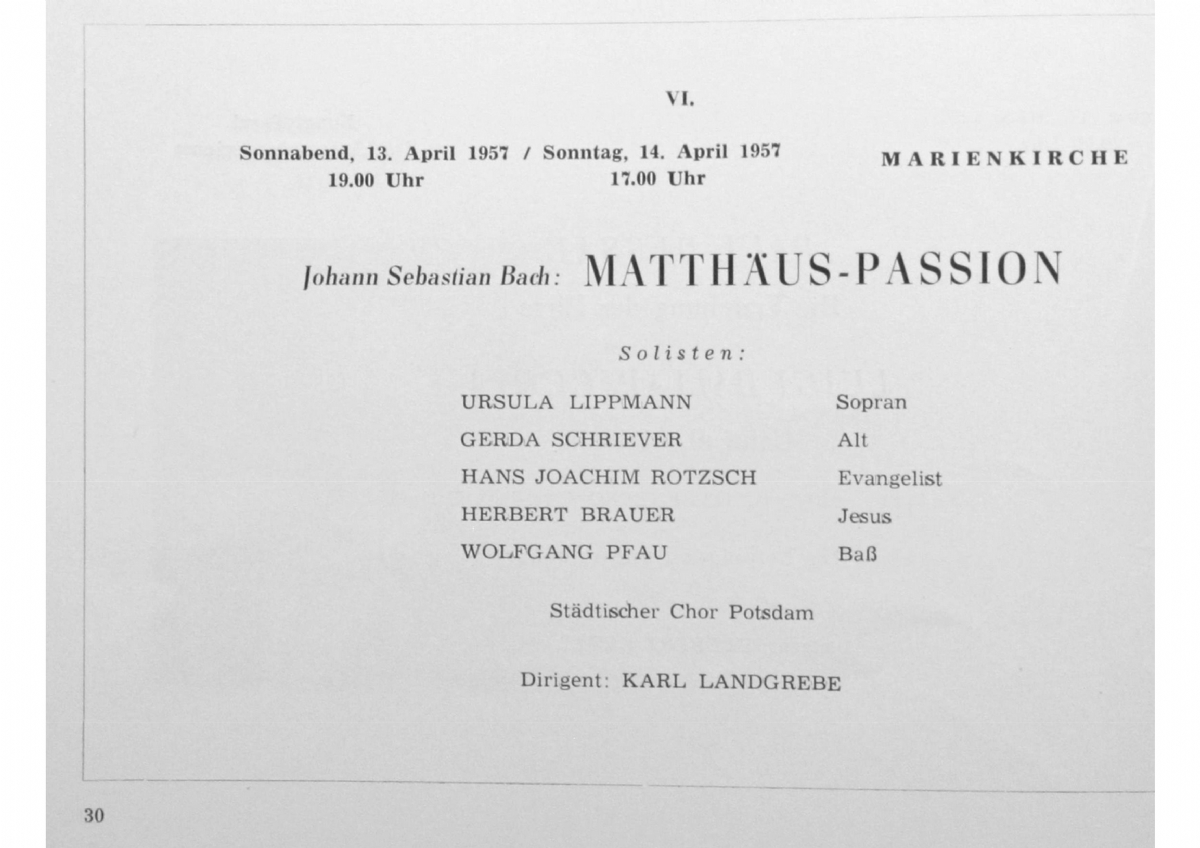 VI.
Sonnabend, 13. April 1957 / Sonntag, 14. April 1957
19.00 Uhr 17.00 Uhr
MARIENKIRCHE
Johann Sebastian Bach: MATTHÄUS-PASSION
Solisten:
URSULA LIPPMANN Sopran
GERDA SCHRIEVER Alt
HANS JOACHIM ROTZSCH Evangelist
HERBERT BRAUER Jesus
WOLFGANG PFAU Baß
Städtischer Chor Potsdam
Dirigent: KARL LANDGREBE
30